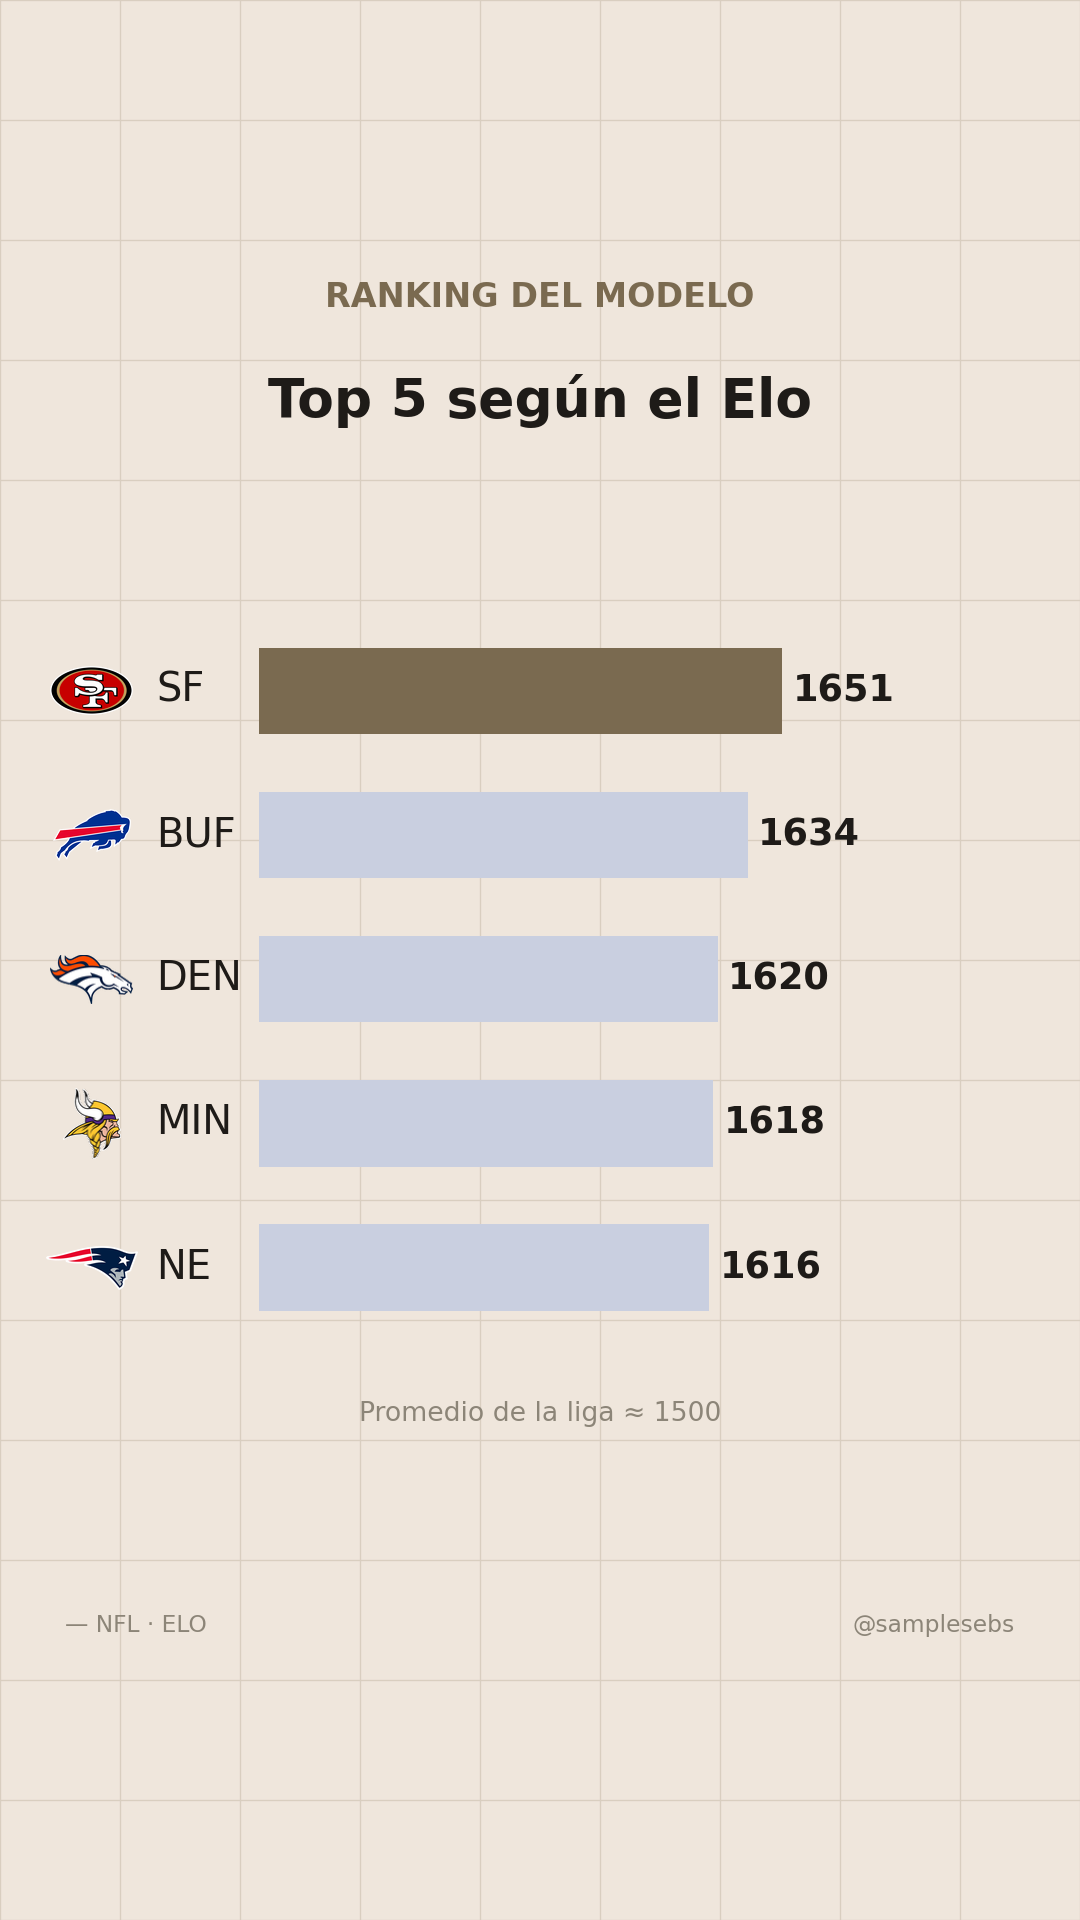 RANKING DEL MODELO
Top 5 según el Elo
SF 1651
BUF 1634
DEN 1620
MIN 1618
NE 1616
Promedio de la liga ≈ 1500
— NFL · ELO @samplesebs